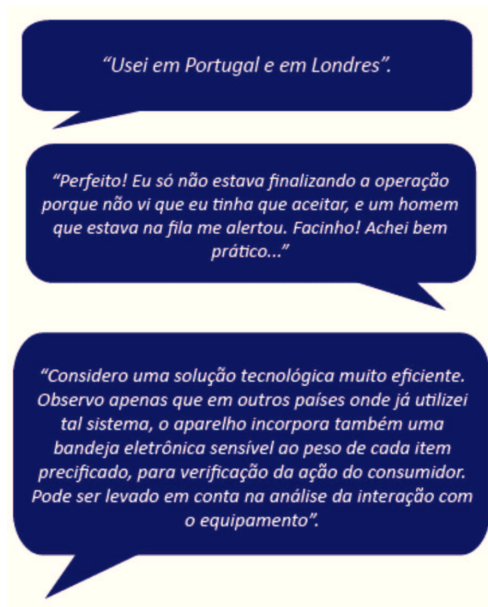 “Usei em Portugal e em Londres”.
“Perfeito! Eu só não estava finalizando a operação
porque não vi que eu tinha que aceitar, e um homem
que estava na fila me alertou. Facinho! Achei bem
prático...”
“Considero uma solução tecnológica muito eficiente.
Observo apenas que em outros países onde já utilizei
tal sistema, o aparelho incorpora também uma
bandeja eletrônica sensível ao peso de cada item
precificado, para verificação da ação do consumidor.
Pode ser levado em conta na análise da interação com
o equipamento”.